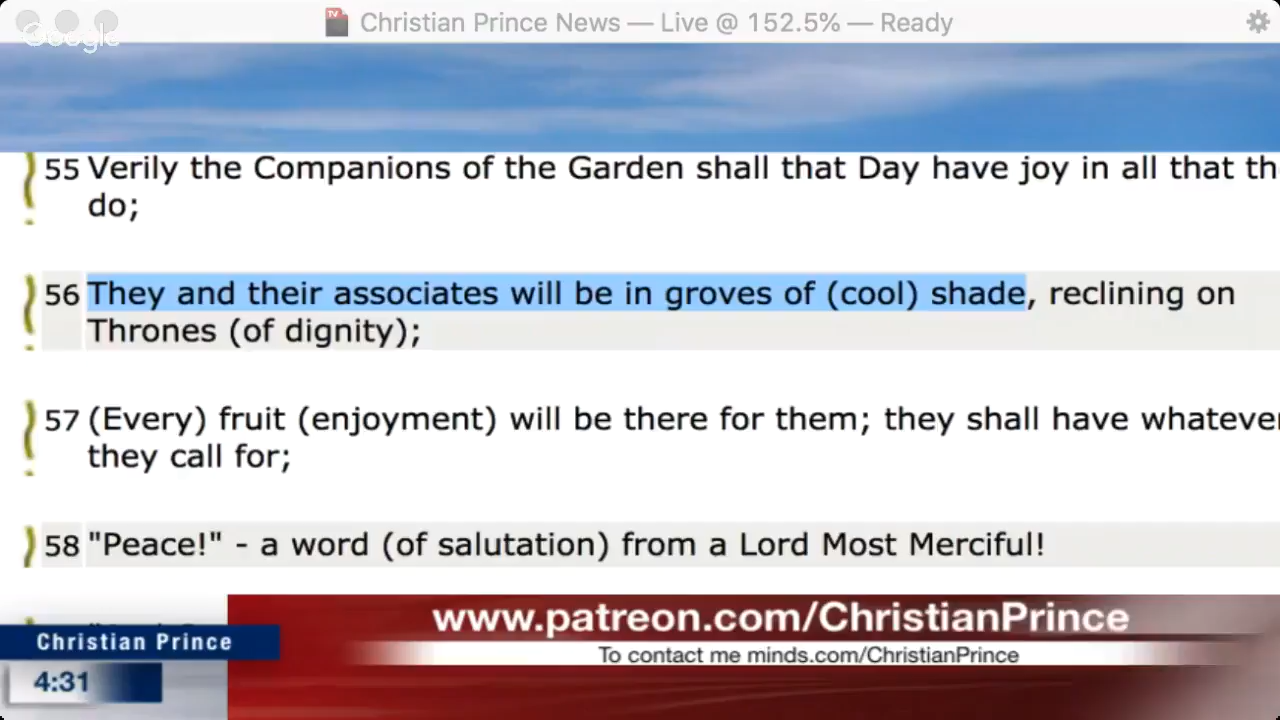 Christian Prince News — Live @ 152.5% — Ready
Google
55 Verily the Companions of the Garden shall that Day have joy in all that
do;
56 They and their associates will be in groves of (cool) shade, reclining on
Thrones (of dignity);
57 (Every) fruit (enjoyment) will be there for them; they shall have whatever
they call for;
58 "Peace!" - a word (of salutation) from a Lord Most Merciful!
www.patreon.com/ChristianPrince
Christian Prince
To contact me minds.com/ChristianPrince
4:31